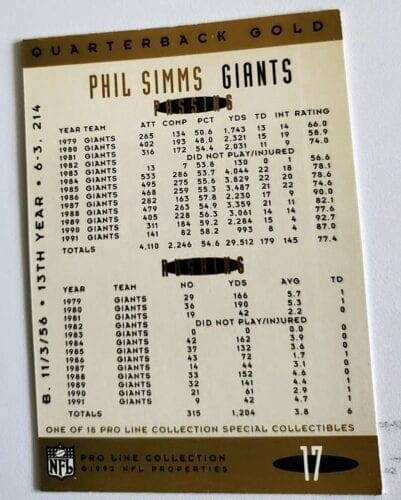 QUARTERBACK GOLD
PHIL SIMMS GIANTS
PASSING
YEAR TEAM ATT COMP PCT YDS TD INT RATING
1979 GIANTS 265 134 50.6 1,743 13 14 66.0
1980 GIANTS 402 193 48.0 2,321 15 19 58.9
1981 GIANTS 316 172 54.4 2,031 11 9 74.0
1982 GIANTS DID NOT PLAY/INJURED
1983 GIANTS 13 7 53.8 130 0 1 56.6
1984 GIANTS 533 286 53.7 4,044 22 18 78.1
1985 GIANTS 495 275 55.6 3,829 22 20 78.6
1986 GIANTS 468 259 55.3 3,487 21 22 74.6
1987 GIANTS 282 163 57.8 2,230 17 9 90.0
1988 GIANTS 479 263 54.9 3,359 21 11 82.1
1989 GIANTS 405 228 56.3 3,061 14 14 77.6
1990 GIANTS 311 184 59.2 2,284 15 4 92.7
1991 GIANTS 141 82 58.2 993 8 4 87.0
TOTALS 4,110 2,246 54.6 29,512 179 145 77.4
RUSHING
YEAR TEAM NO YDS AVG TD
1979 GIANTS 29 166 5.7 1
1980 GIANTS 36 190 5.3 1
1981 GIANTS 19 42 2.2 0
1982 GIANTS DID NOT PLAY/INJURED
1983 GIANTS 0 0 0.0 0
1984 GIANTS 42 162 3.9 0
1985 GIANTS 37 132 3.6 0
1986 GIANTS 43 72 1.7 1
1987 GIANTS 14 44 3.1 0
1988 GIANTS 33 152 4.6 0
1989 GIANTS 32 141 4.4 1
1990 GIANTS 21 61 2.9 1
1991 GIANTS 9 42 4.7 1
TOTALS 315 1,204 3.8 6
B. 11/3/56 • 13TH YEAR • 6-3, 214
ONE OF 18 PRO LINE COLLECTION SPECIAL COLLECTIBLES
NFL
PRO LINE COLLECTION
©1992 NFL PROPERTIES
17